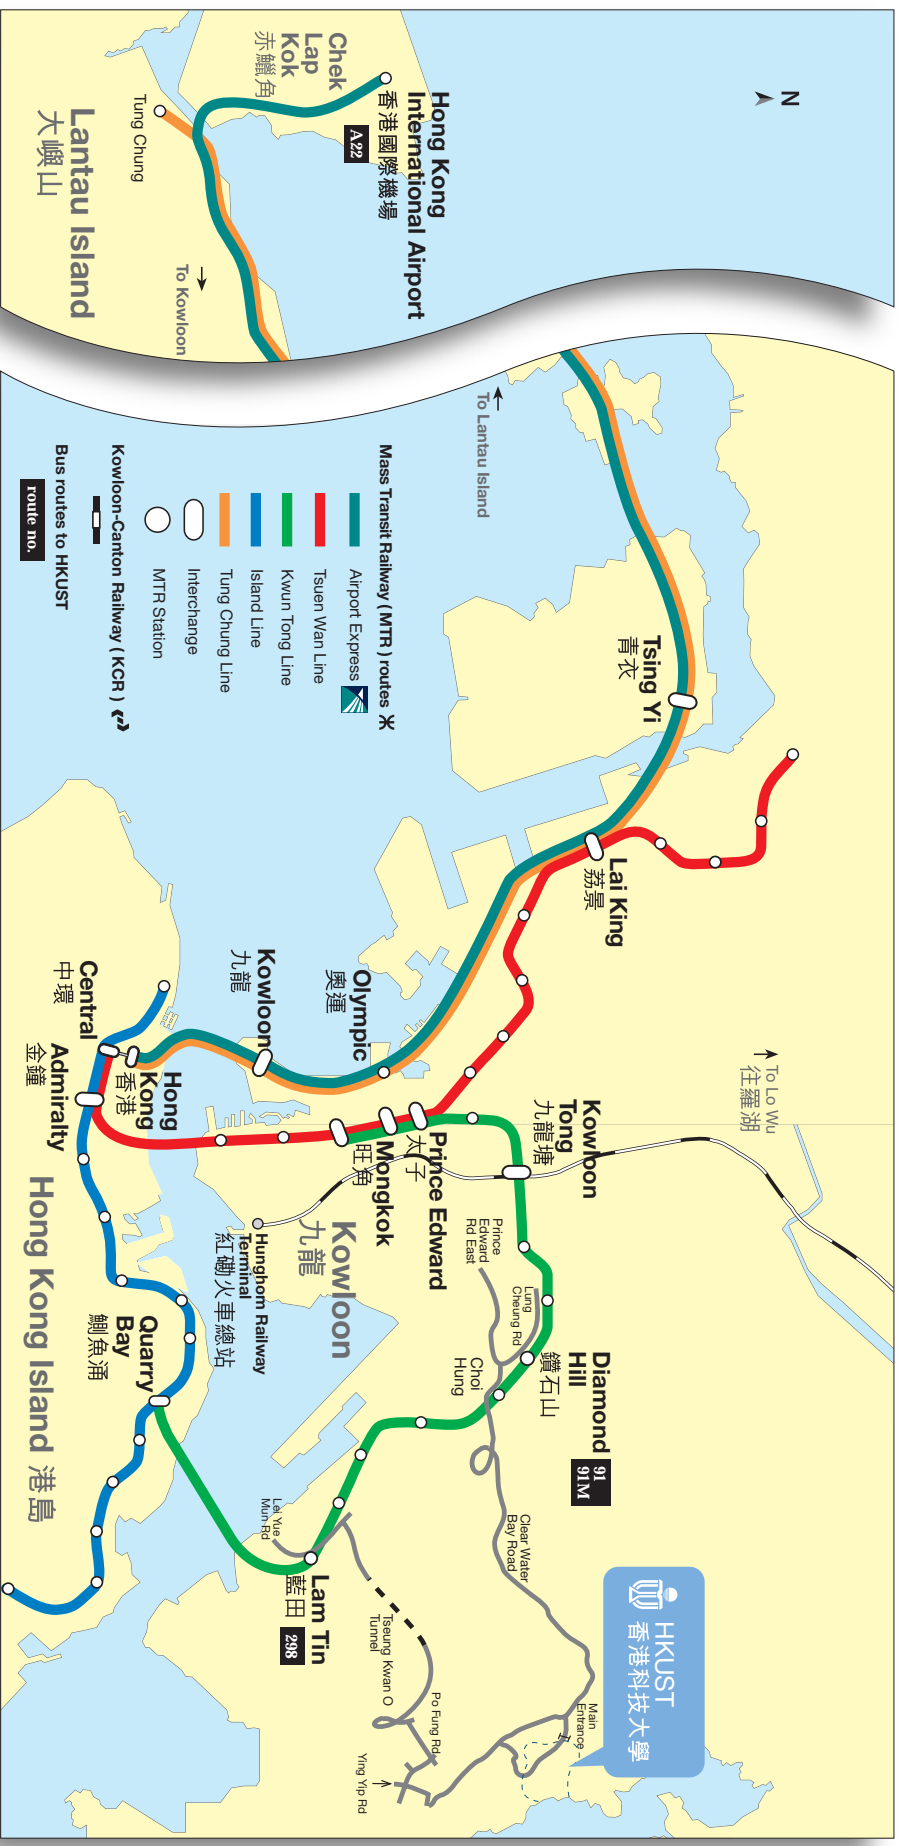 N
Hong Kong
International Airport
香港國際機場
A22
Chek
Lap
Kok
赤鱲角
Tung Chung
Lantau Island
大嶼山
To Kowloon
To Lantau Island
Mass Transit Railway ( MTR ) routes
Airport Express
Tsuen Wan Line
Kwun Tong Line
Island Line
Tung Chung Line
Interchange
MTR Station
Kowloon-Canton Railway ( KCR )
Bus routes to HKUST
route no.
Tsing Yi
青衣
Lai King
荔景
Olympic
奧運
Kowloon
九龍
Hong
Kong
香港
Central
中環
Admiralty
金鐘
To Lo Wu
往羅湖
Kowloon
Tong
九龍塘
Prince Edward
太子
Mongkok
旺角
Kowloon
九龍
Hunghom Railway
Terminal
紅磡火車總站
Hong Kong Island 港島
Quarry
Bay
鰂魚涌
Prince
Edward
Rd East
Lung
Cheung Rd
Choi
Hung
Diamond
Hill
鑽石山
91
91M
Clear Water
Bay Road
Lei Yue
Mun Rd
Lam Tin
藍田
298
Tseung Kwan O
Tunnel
Po Fung Rd
Ying Yip Rd
Main
Entrance
HKUST
香港科技大學